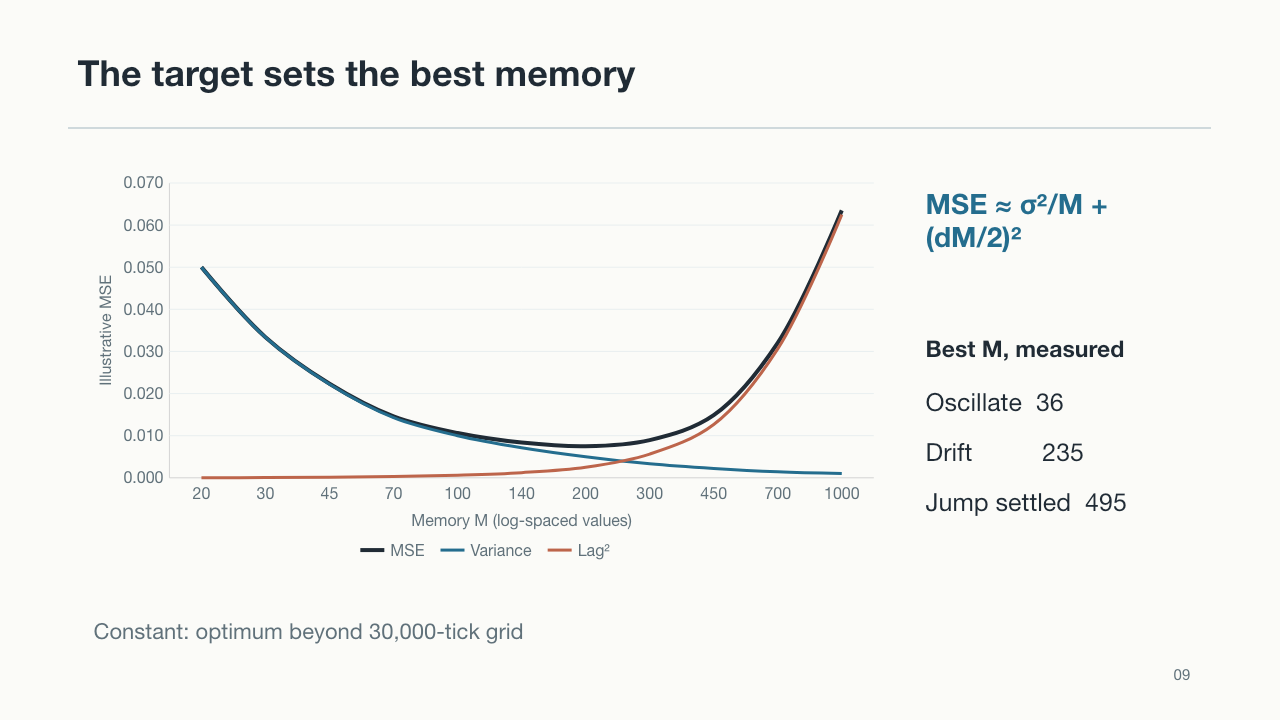 The target sets the best memory
0.070
0.060
0.050
0.040
0.030
0.020
0.010
0.000
Illustrative MSE
20 30 45 70 100 140 200 300 450 700 1000
Memory M (log-spaced values)
MSE Variance Lag²
MSE ≈ σ²/M +
(dM/2)²
Best M, measured
Oscillate 36
Drift 235
Jump settled 495
Constant: optimum beyond 30,000-tick grid
09